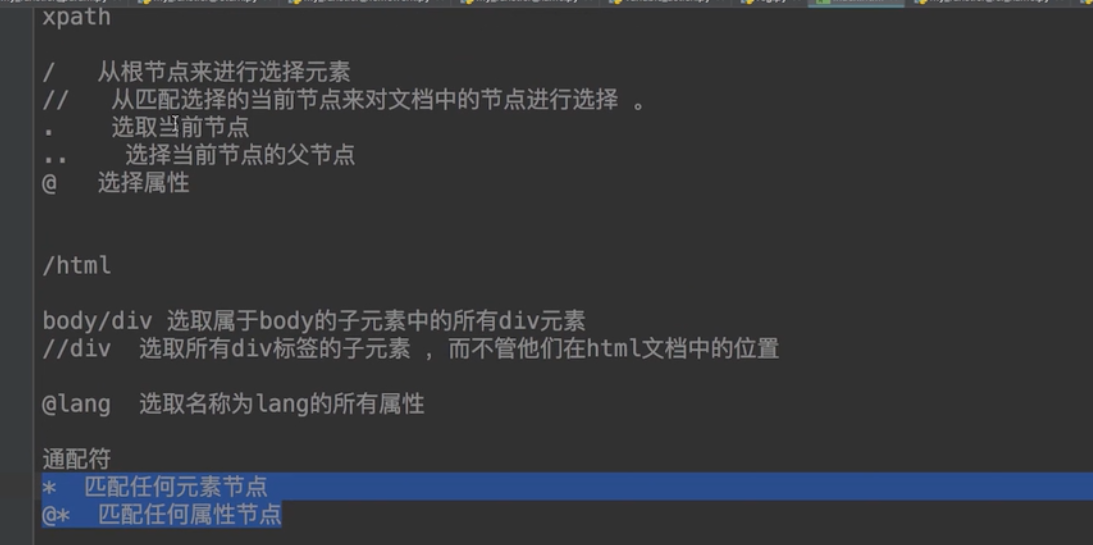 xpath
/ 从根节点来进行选择元素
// 从匹配选择的当前节点来对文档中的节点进行选择 。
. 选取当前节点
.. 选择当前节点的父节点
@ 选择属性
/html
body/div 选取属于body的子元素中的所有div元素
//div 选取所有div标签的子元素 ，而不管他们在html文档中的位置
@lang 选取名称为lang的所有属性
通配符
* 匹配任何元素节点
@* 匹配任何属性节点